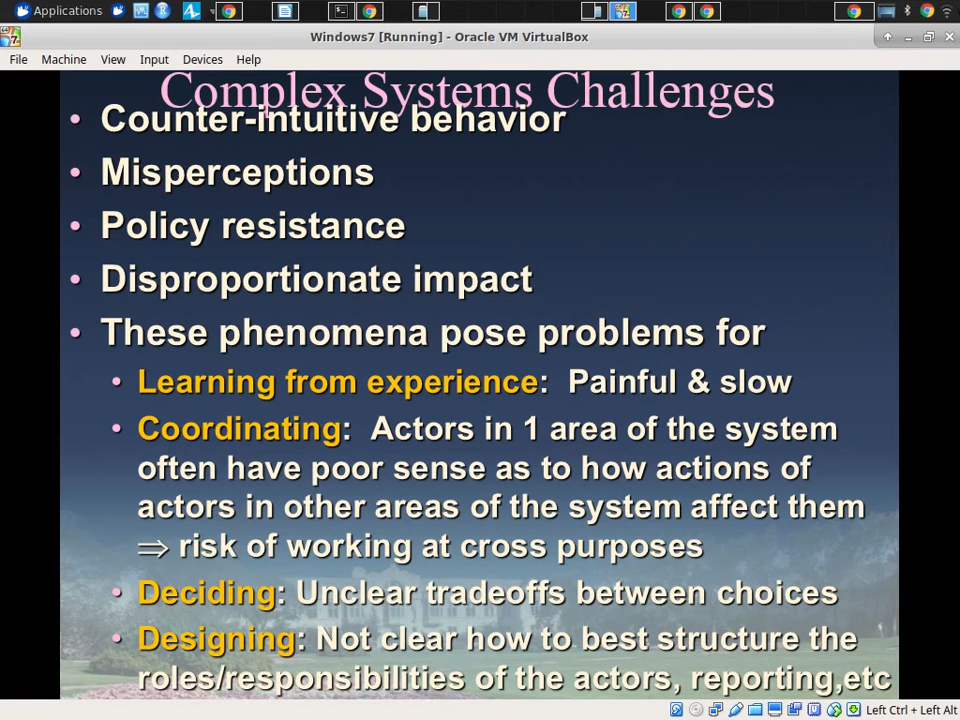 Applications
Windows7 [Running] - Oracle VM VirtualBox
File Machine View Input Devices Help
Complex Systems Challenges
• Counter-intuitive behavior
• Misperceptions
• Policy resistance
• Disproportionate impact
• These phenomena pose problems for
• Learning from experience: Painful & slow
• Coordinating: Actors in 1 area of the system
often have poor sense as to how actions of
actors in other areas of the system affect them
⇒ risk of working at cross purposes
• Deciding: Unclear tradeoffs between choices
• Designing: Not clear how to best structure the
roles/responsibilities of the actors, reporting,etc
Left Ctrl + Left Alt